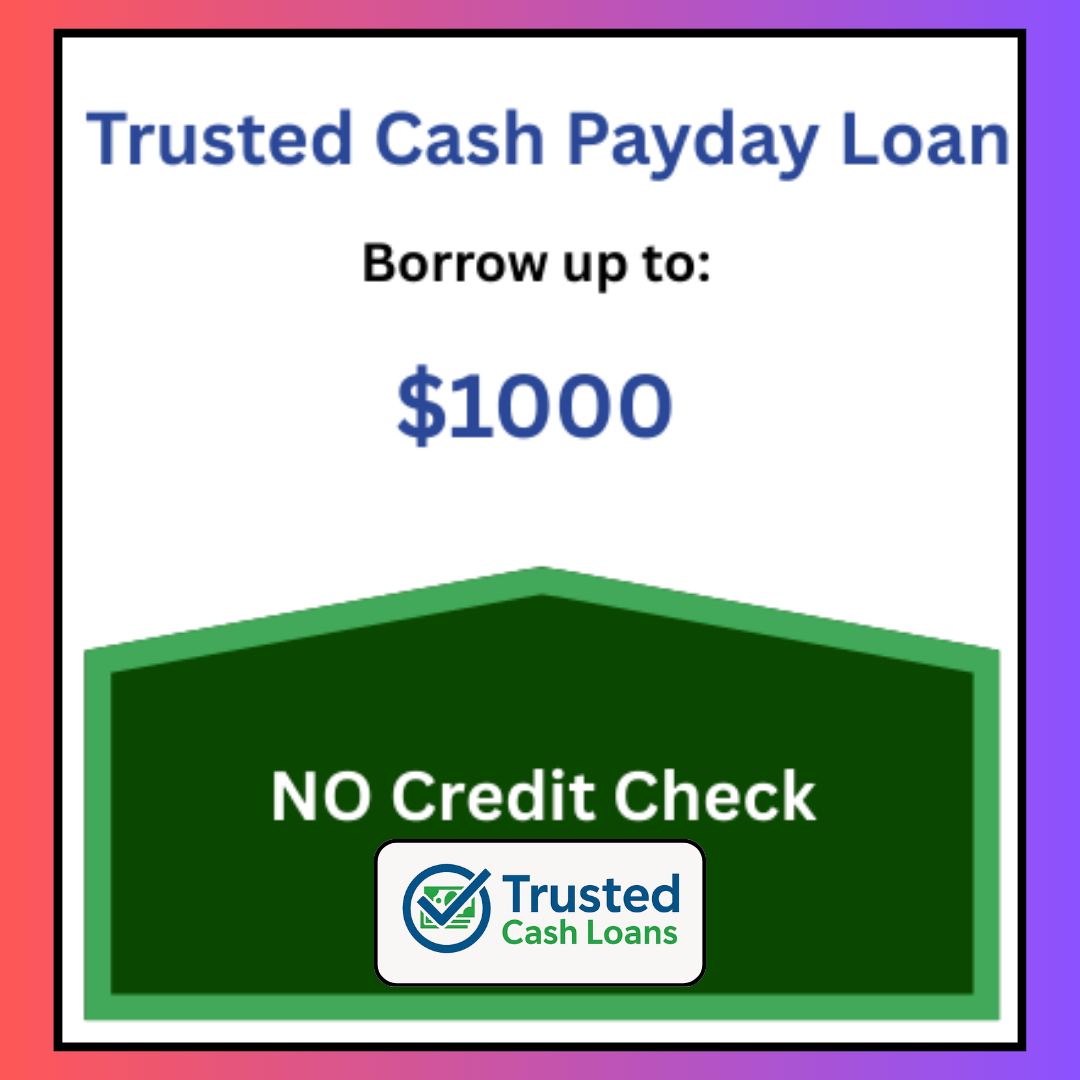 Trusted Cash Payday Loan
Borrow up to:
$1000
NO Credit Check
Trusted
Cash Loans